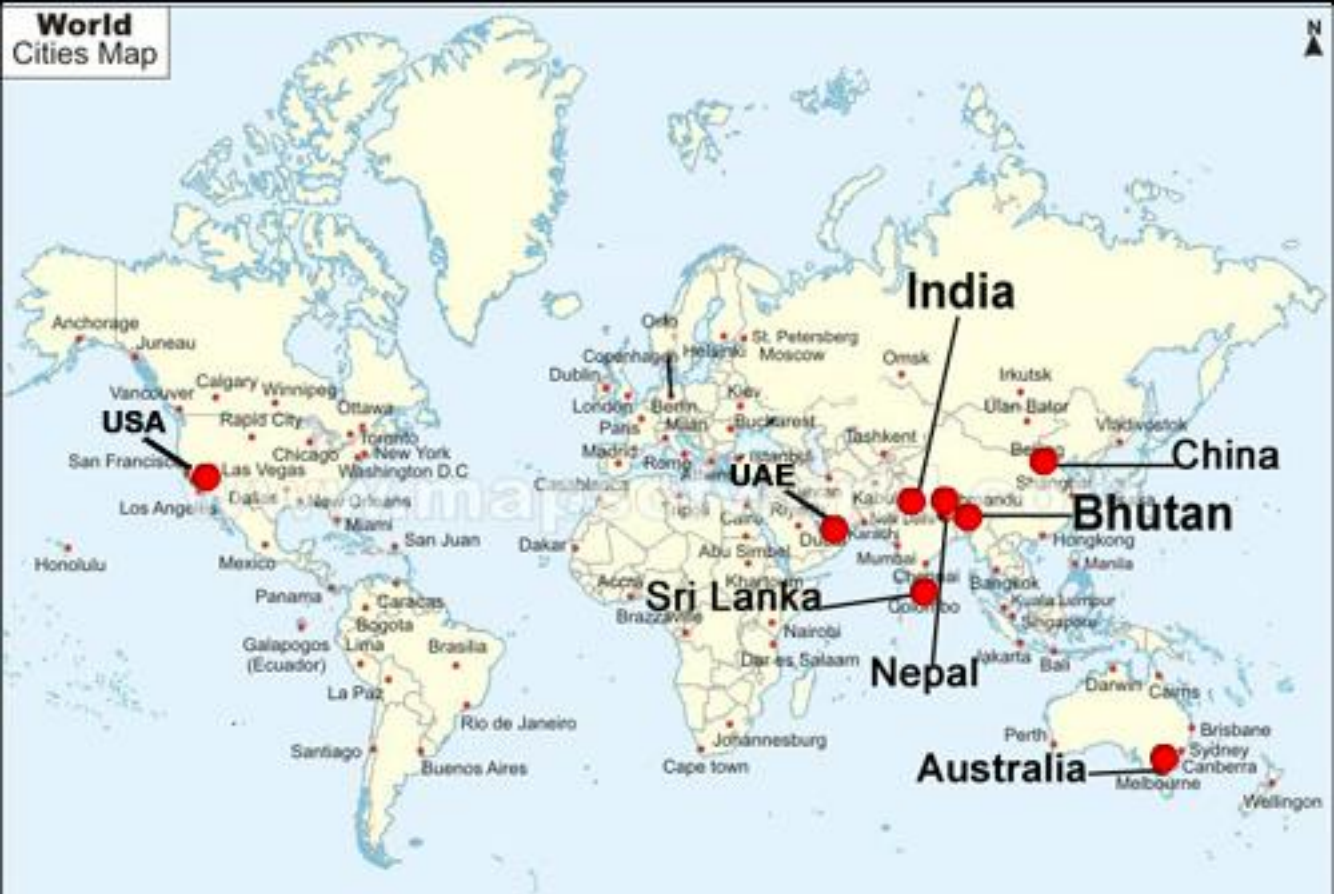 World
Cities Map
N
India
Anchorage
Juneau
Oslo
St. Petersberg
Copenhagen
Helsinki
Moscow
Omsk
Dublin
Irkutsk
Vancouver
Calgary
Winnipeg
Kiev
London
Berlin
Ulan Bator
Ottawa
USA
Rapid City
Paris
Milan
Bucharest
Vladivostok
Toronto
Tashkent
Chicago
New York
Madrid
Istanbul
China
San Francisco
Las Vegas
Washington D.C
Rome
UAE
Casablanca
Kabul
Los Angeles
Dallas
New Orleans
Tripoli
Cairo
Bhutan
Miami
San Juan
Dakar
Abu Simbel
Karachi
Hongkong
Honolulu
Mexico
Mumbai
Manila
Accra
Khartoum
Chennai
Bangkok
Panama
Caracas
Sri Lanka
Colombo
Kuala Lumpur
Brazzaville
Singapore
Bogota
Nairobi
Galapogos
(Ecuador)
Lima
Brasilia
Dar es Salaam
Nepal
Jakarta
Bali
La Paz
Darwin
Cairns
Rio de Janeiro
Perth
Brisbane
Santiago
Johannesburg
Sydney
Buenos Aires
Cape town
Australia
Canberra
Melbourne
Wellingon